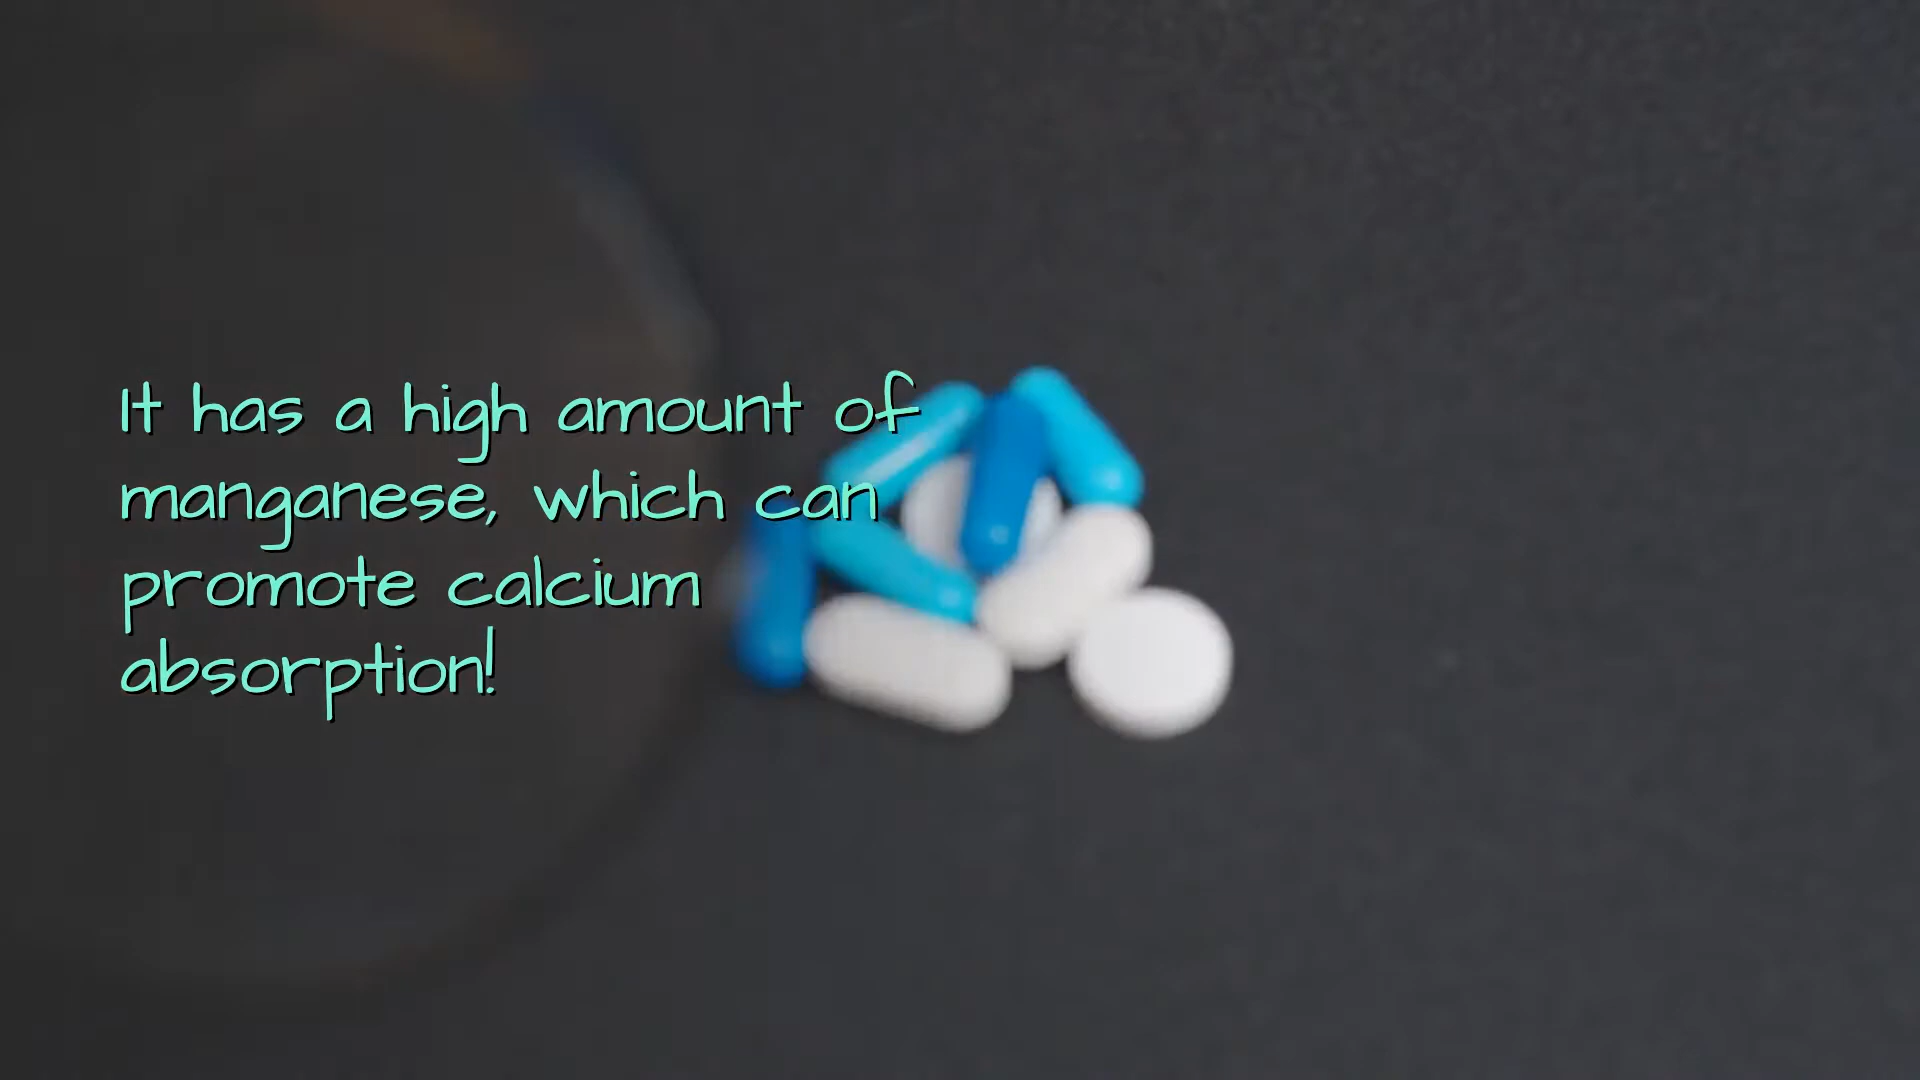 It has a high amount of
manganese, which can
promote calcium
absorption!